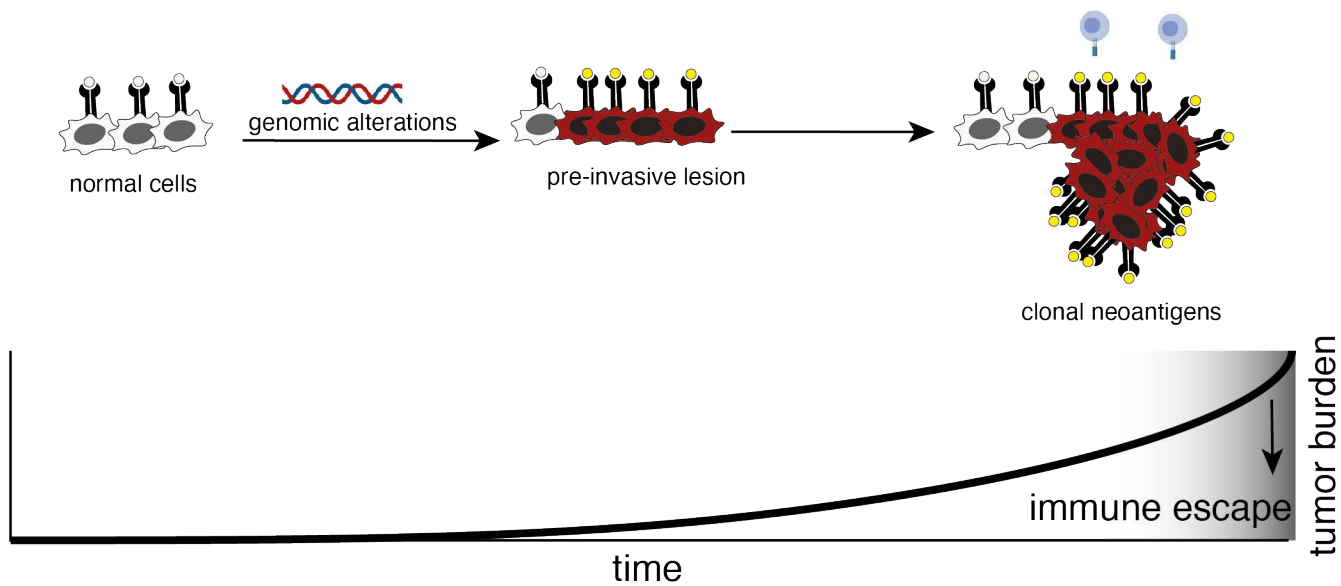 genomic alterations
normal cells
pre-invasive lesion
clonal neoantigens
immune escape
tumor burden
time